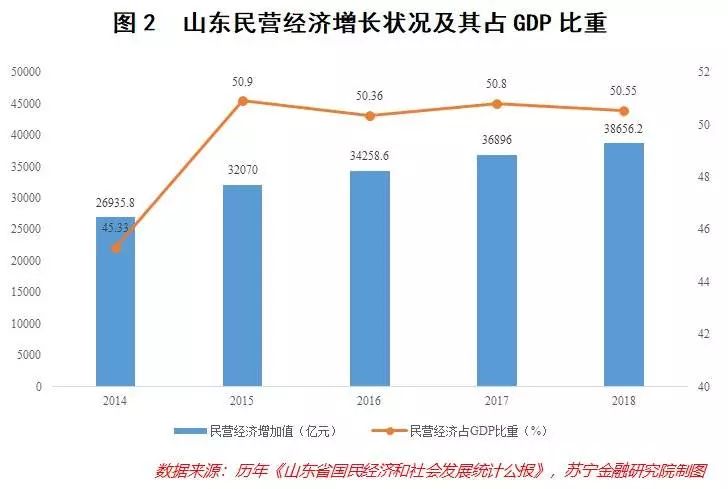 图 2 山东民营经济增长状况及其占 GDP 比重
50000 52
50.9 50.8
50.36 50.55
45000 50
40000 38656.2
36896
35000 34258.6 48
32070
30000
26935.8
25000 45.33 46
20000
15000 44
10000 42
5000
0 40
2014 2015 2016 2017 2018
民营经济增加值（亿元） 民营经济占GDP比重（%）
数据来源：历年《山东省国民经济和社会发展统计公报》，苏宁金融研究院制图